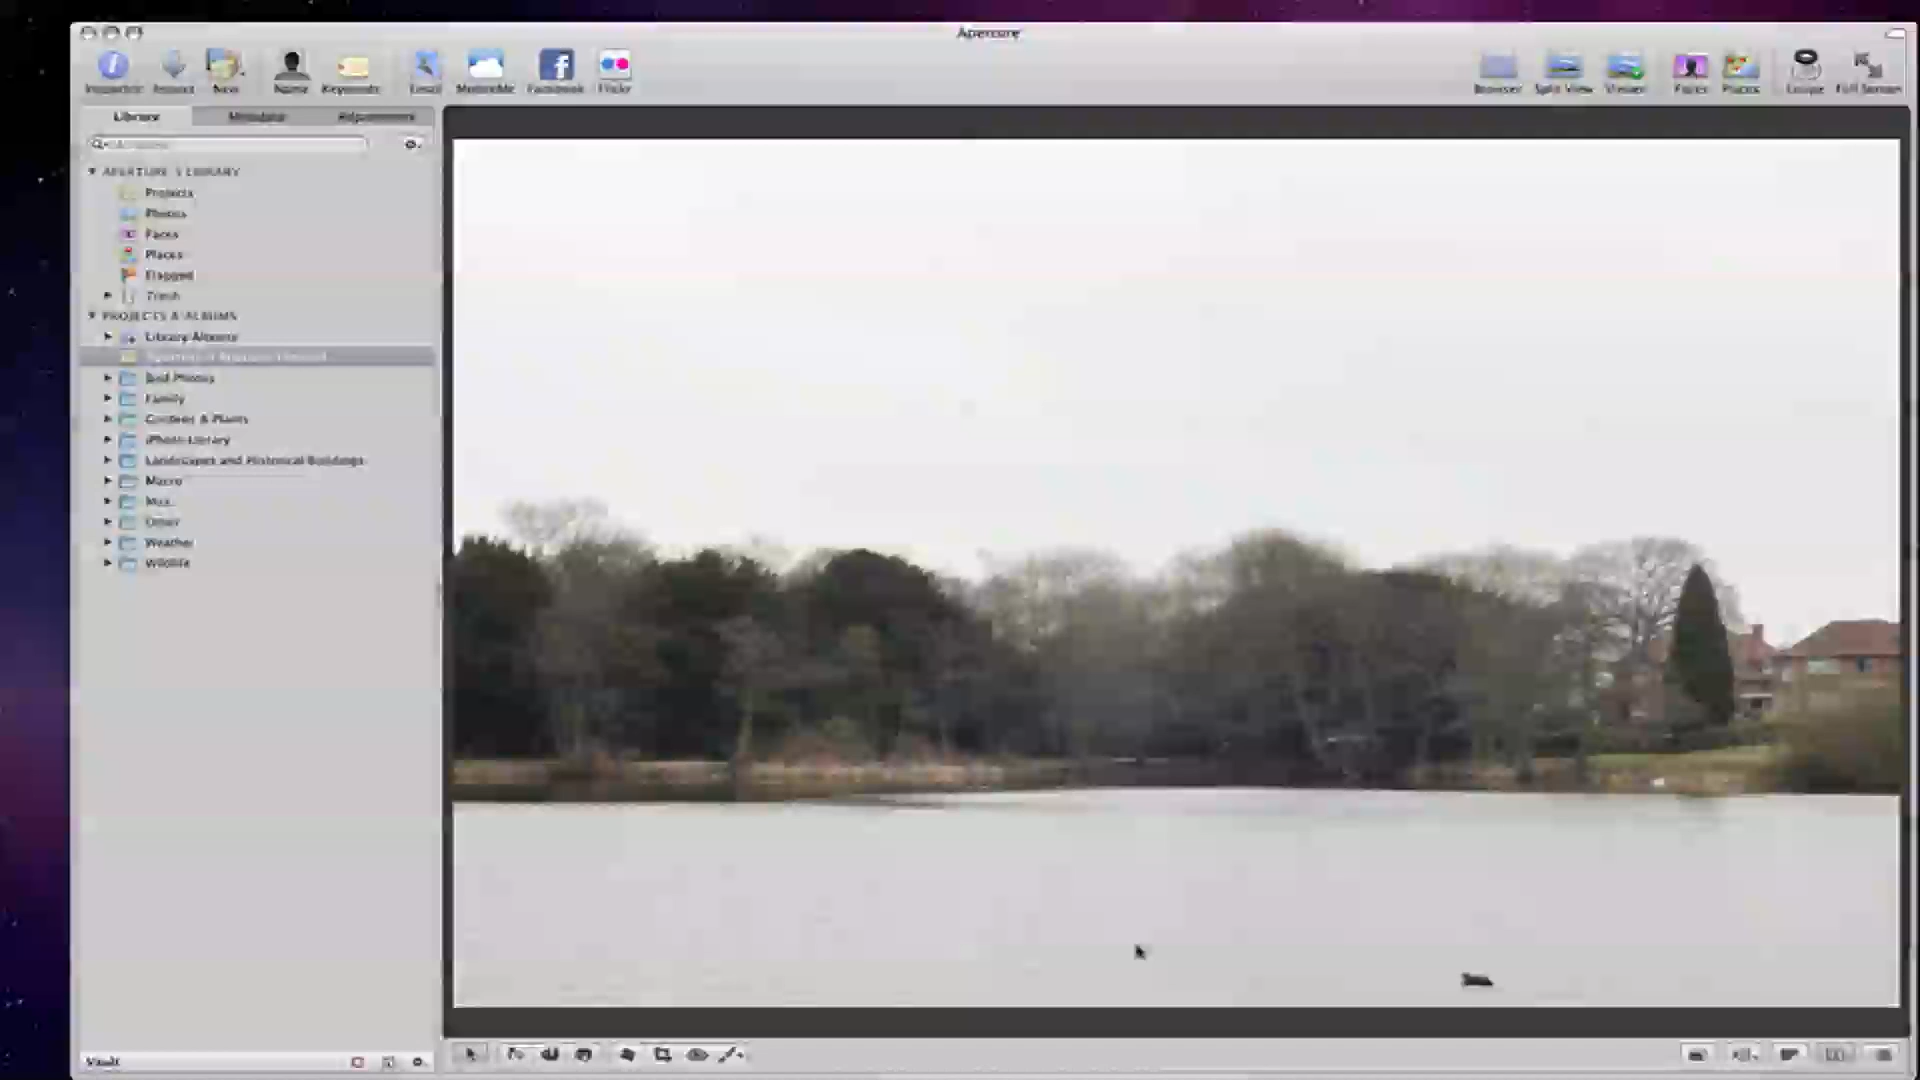 Aperture
Inspector Import New Name Keywords Email MobileMe Facebook Flickr Browser Split View Viewer Faces Places Loupe Full Screen
Library Metadata Adjustments
APERTURE 3 LIBRARY
Projects
Photos
Faces
Places
Flagged
Trash
PROJECTS & ALBUMS
Library Albums
Bird Photos
Family
Gardens & Plants
iPhoto Library
Landscapes and Historical Buildings
Macro
Misc.
Other
Weather
Wildlife
Vault